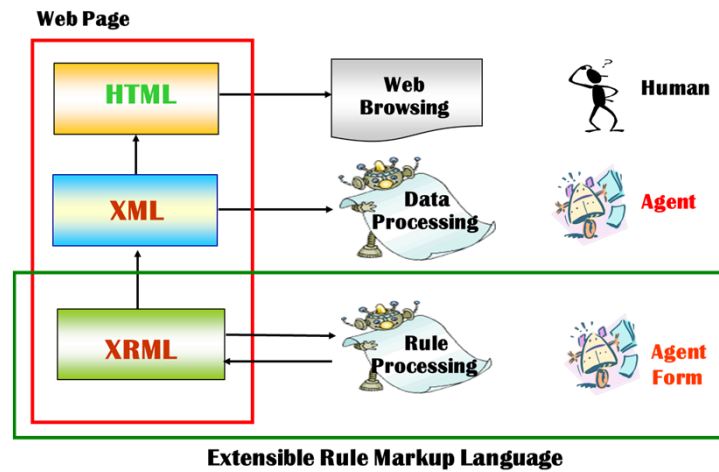 Web Page
HTML
Web
Browsing
?
Human
XML
Data
Processing
Agent
XRML
Rule
Processing
Agent
Form
Extensible Rule Markup Language